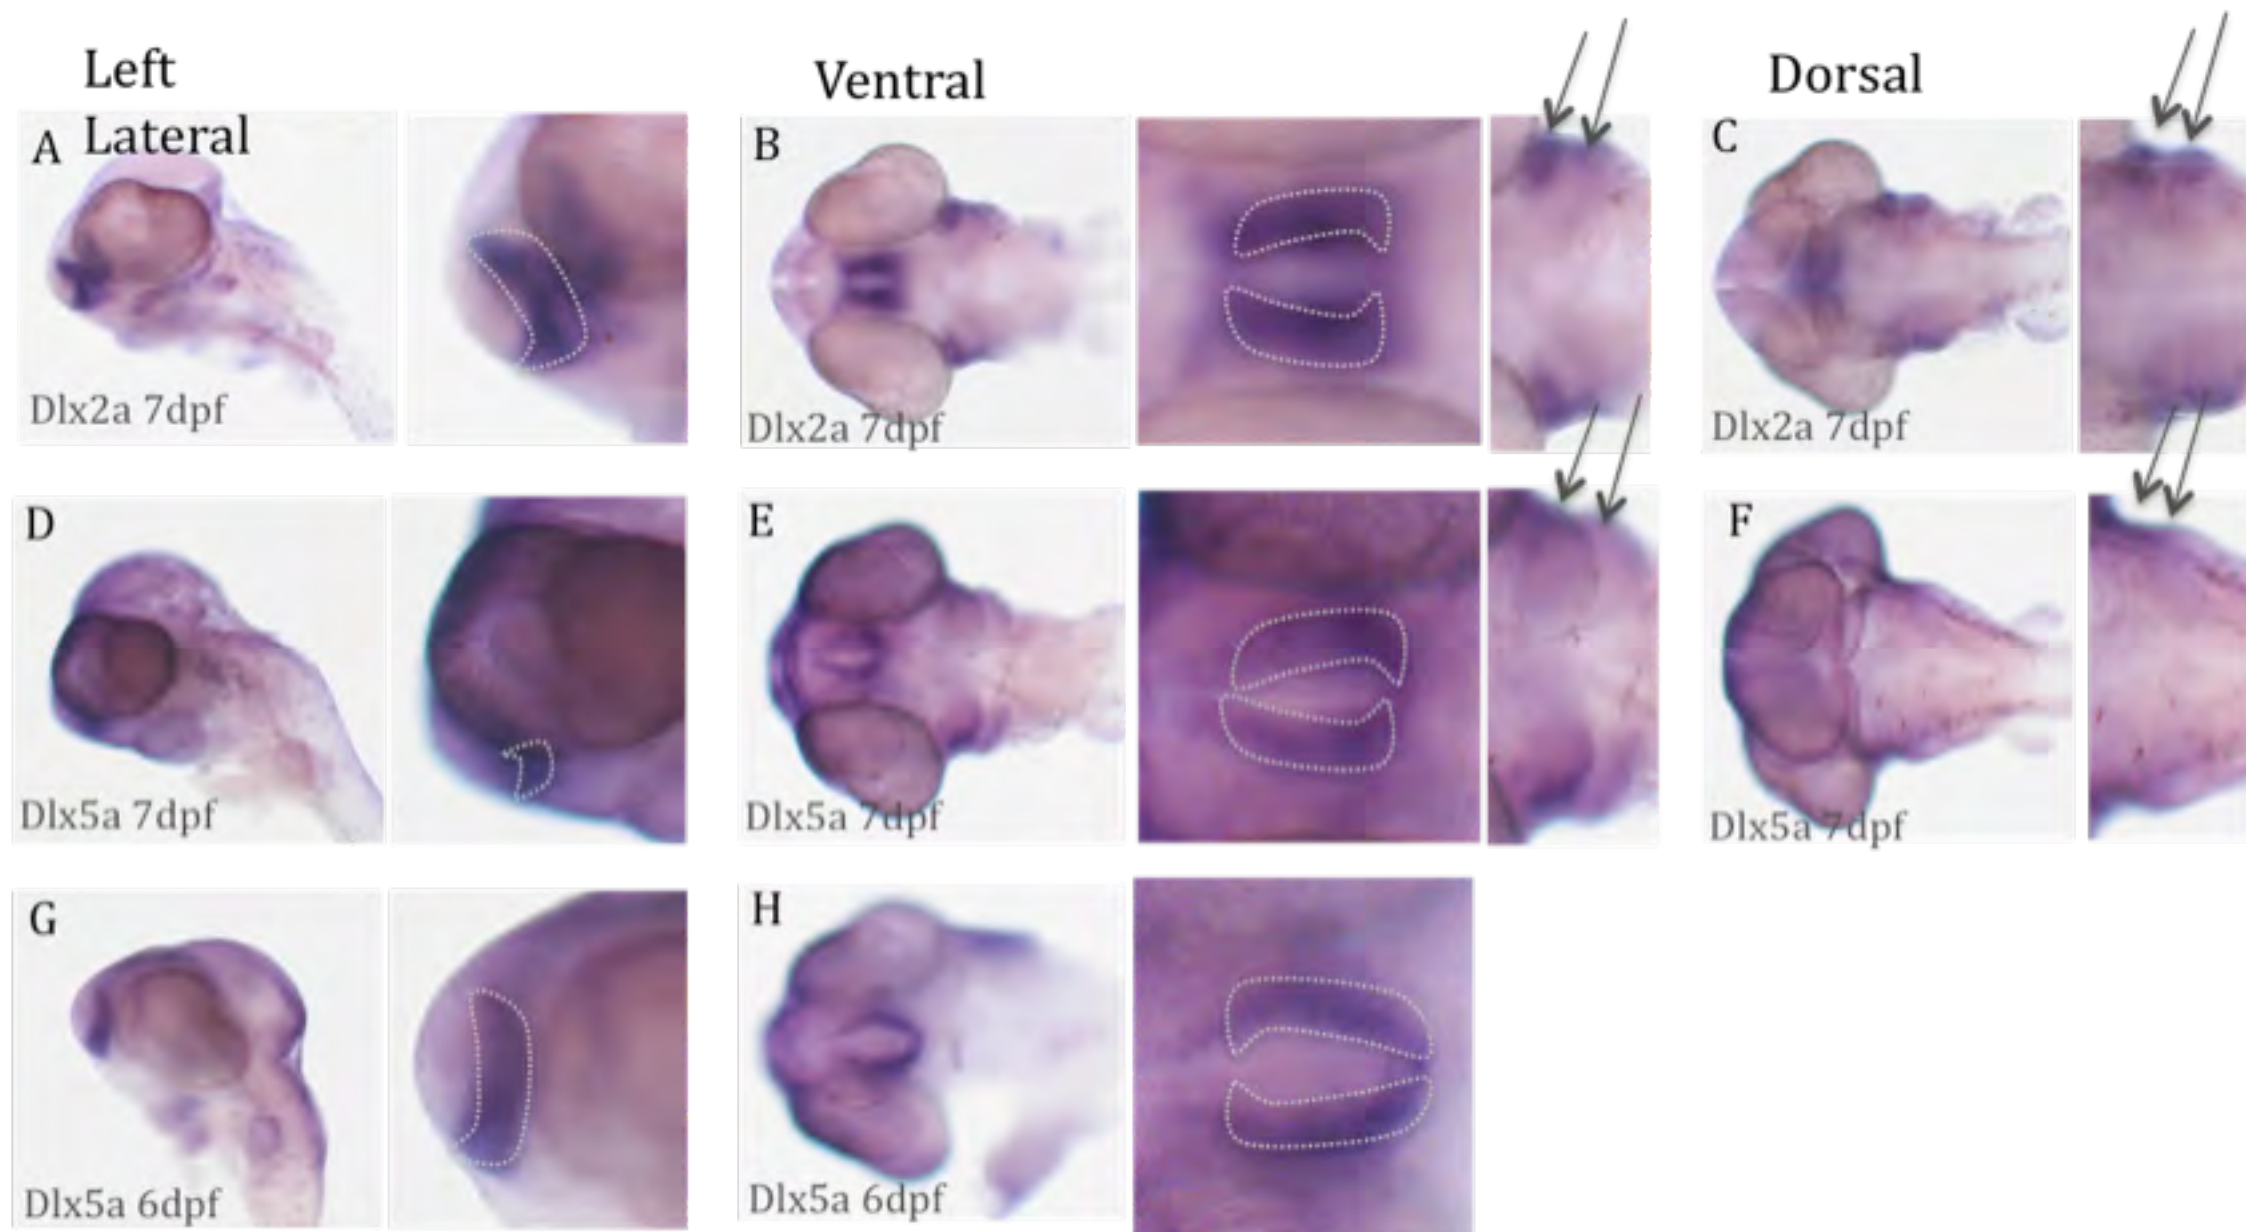 Left
Lateral
Ventral
Dorsal
A
Dlx2a 7dpf
B
Dlx2a 7dpf
C
Dlx2a 7dpf
D
Dlx5a 7dpf
E
Dlx5a 7dpf
F
Dlx5a 7dpf
G
Dlx5a 6dpf
H
Dlx5a 6dpf